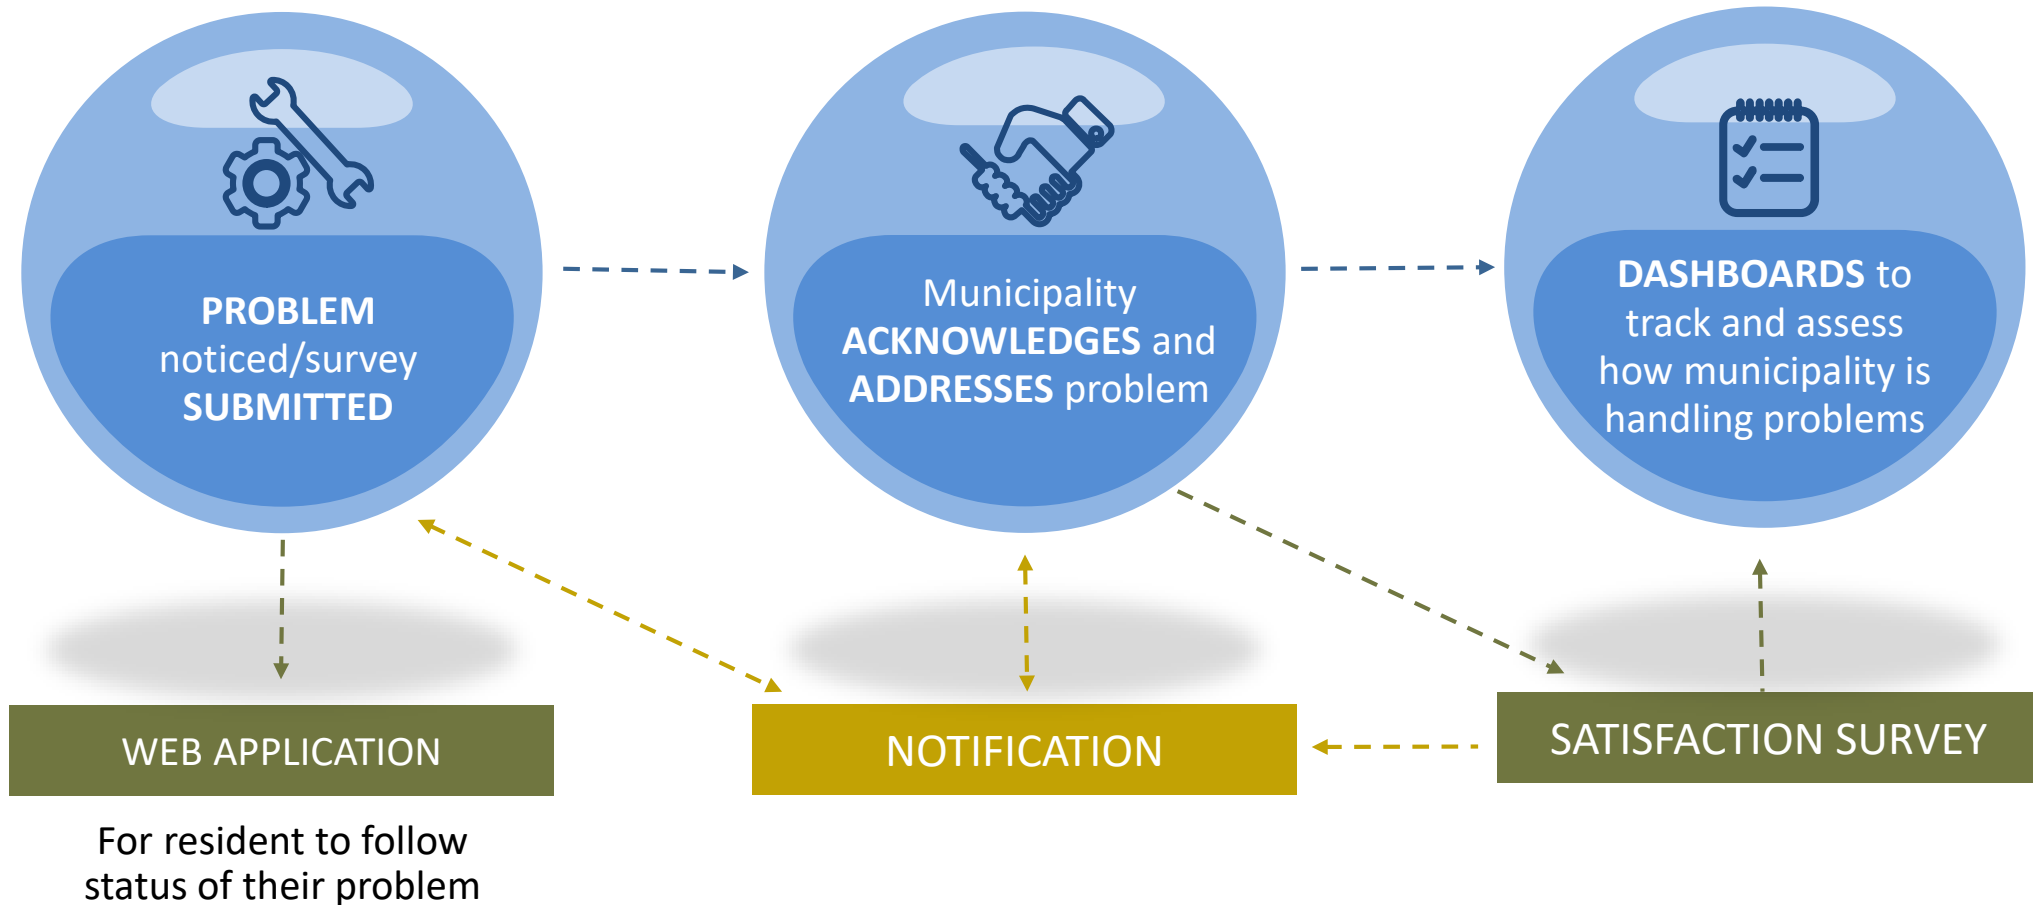 PROBLEM
noticed/survey
SUBMITTED
Municipality
ACKNOWLEDGES and
ADDRESSES problem
DASHBOARDS to
track and assess
how municipality is
handling problems
WEB APPLICATION
NOTIFICATION
SATISFACTION SURVEY
For resident to follow
status of their problem